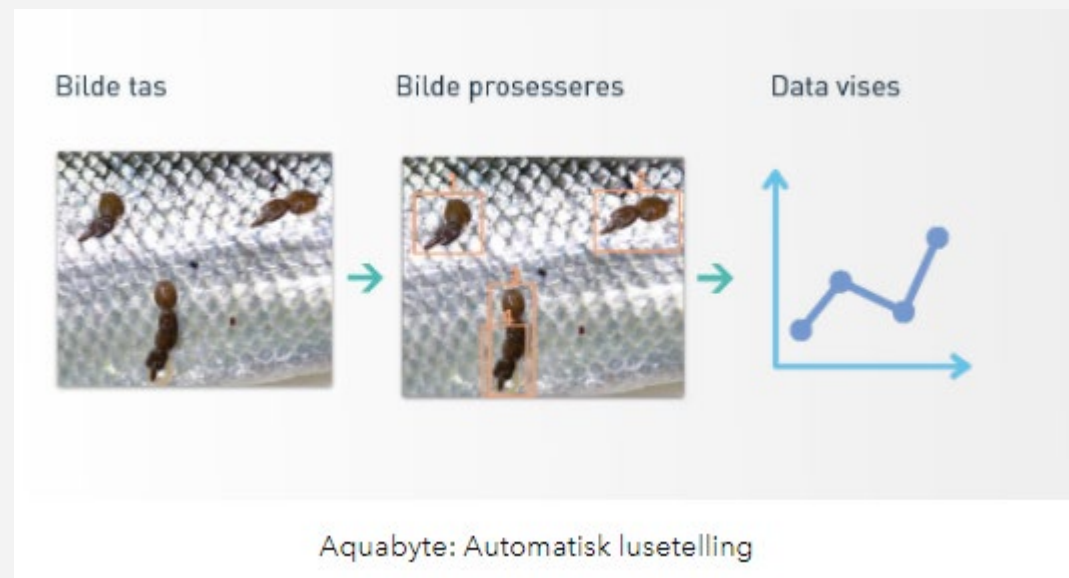 Bilde tas
Bilde prosesseres
Data vises
Aquabyte: Automatisk lusetelling